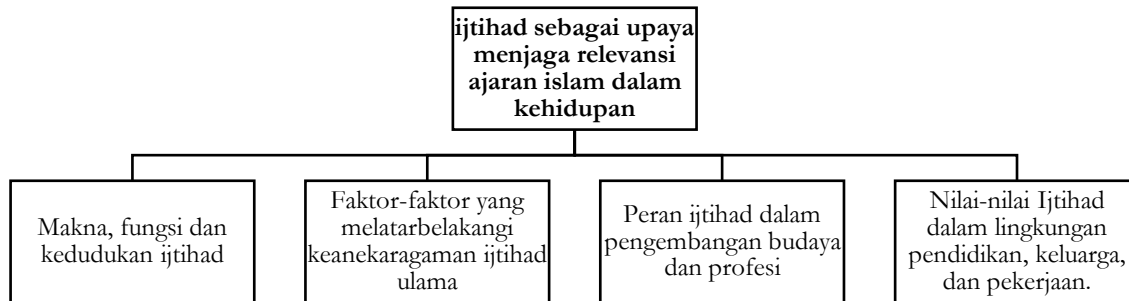 ijtihad sebagai upaya
menjaga relevansi
ajaran islam dalam
kehidupan
Makna, fungsi dan
kedudukan ijtihad
Faktor-faktor yang
melatarbelakangi
keanekaragaman ijtihad
ulama
Peran ijtihad dalam
pengembangan budaya
dan profesi
Nilai-nilai Ijtihad
dalam lingkungan
pendidikan, keluarga,
dan pekerjaan.